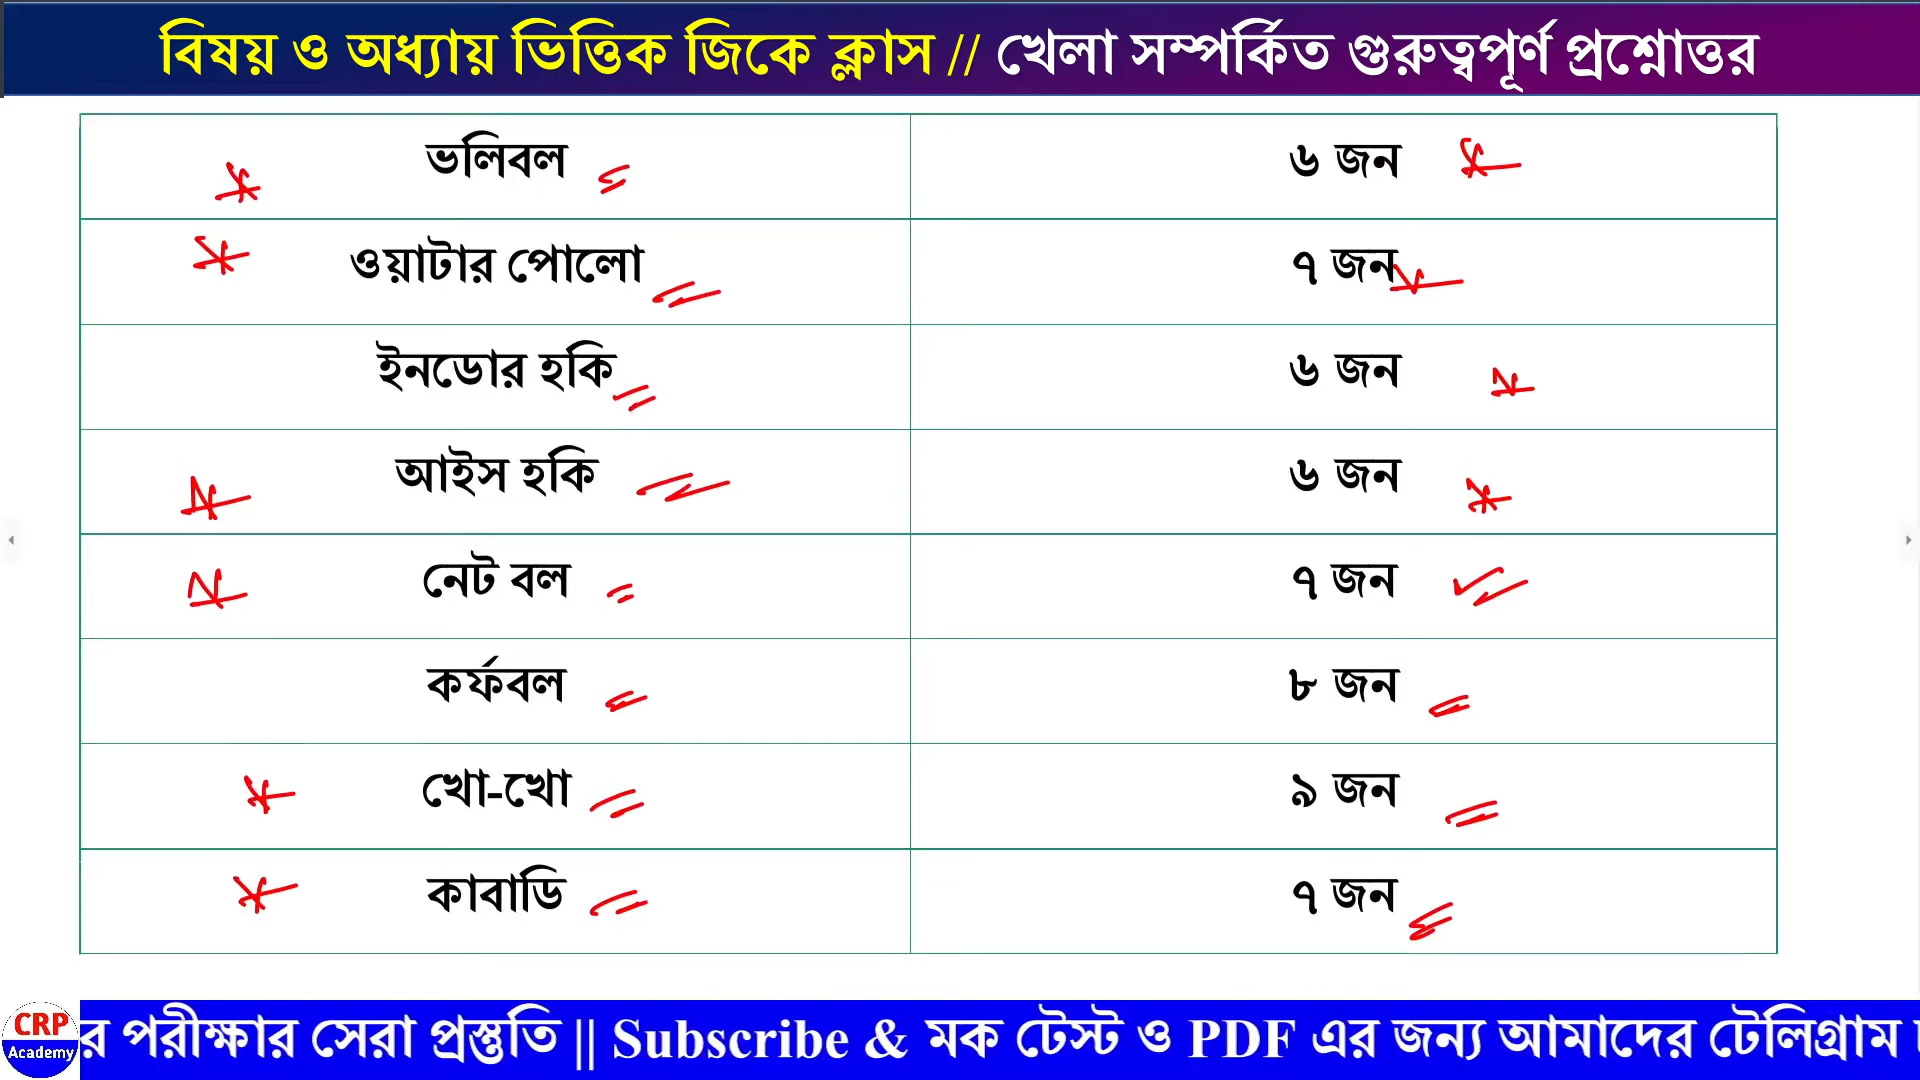 বিষয় ও অধ্যায় ভিত্তিক জিকে ক্লাস // খেলা সম্পর্কিত গুরুত্বপূর্ণ প্রশ্নোত্তর
ভলিবল ৬ জন
ওয়াটার পোলো ৭ জন
ইনডোর হকি ৬ জন
আইস হকি ৬ জন
নেট বল ৭ জন
কর্ফবল ৮ জন
খো-খো ৯ জন
কাবাডি ৭ জন
CRP
Academy
র পরীক্ষার সেরা প্রস্তুতি || Subscribe & মক টেস্ট ও PDF এর জন্য আমাদের টেলিগ্রাম